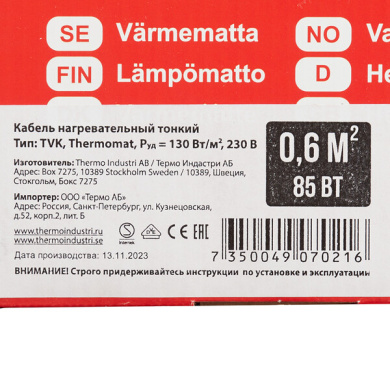 SE Värmematta NO Va
FIN Lämpömatto D He
Кабель нагревательный тонкий
Тип: TVK, Thermomat, Руд = 130 Вт/м², 230 В
0,6 М²
85 ВТ
Изготовитель: Thermo Industri AB / Термо Индастри АБ
Адрес: Box 7275, 10389 Stockholm Sweden / 10389, Швеция,
Стокгольм, Бокс 7275
Импортер: ООО «Термо АБ»
Адрес: Россия, Санкт-Петербург, ул. Кузнецовская,
д.52, корп.2, лит. Б
www.thermoindustri.ru
www.thermoindustri.se
Дата производства: 13.11.2023
7 350049 070216
ВНИМАНИЕ! Строго придерживайтесь инструкции по установке и эксплуатации